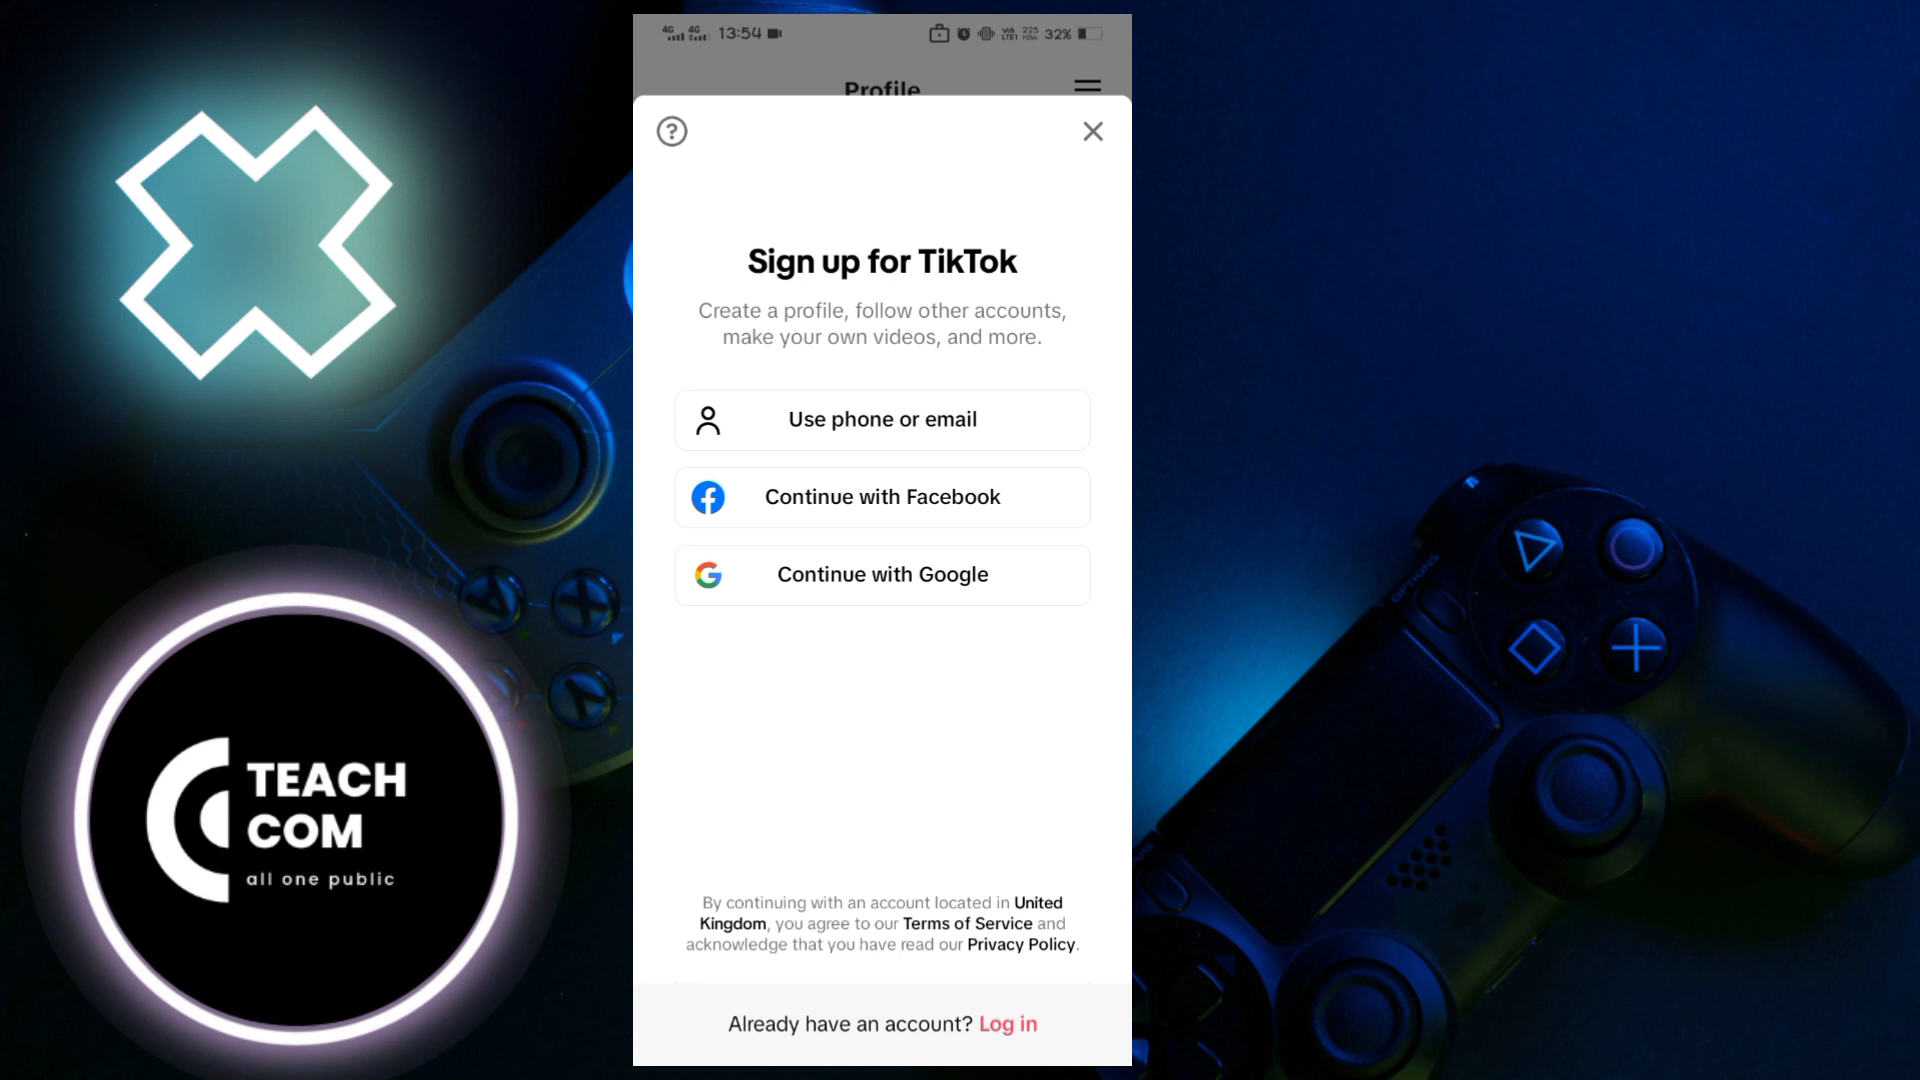 4G 4G 13:54
32%
Profile
?
Sign up for TikTok
Create a profile, follow other accounts,
make your own videos, and more.
Use phone or email
Continue with Facebook
Continue with Google
By continuing with an account located in United
Kingdom, you agree to our Terms of Service and
acknowledge that you have read our Privacy Policy.
Already have an account? Log in
TEACH
COM
all one public
OPTIONS